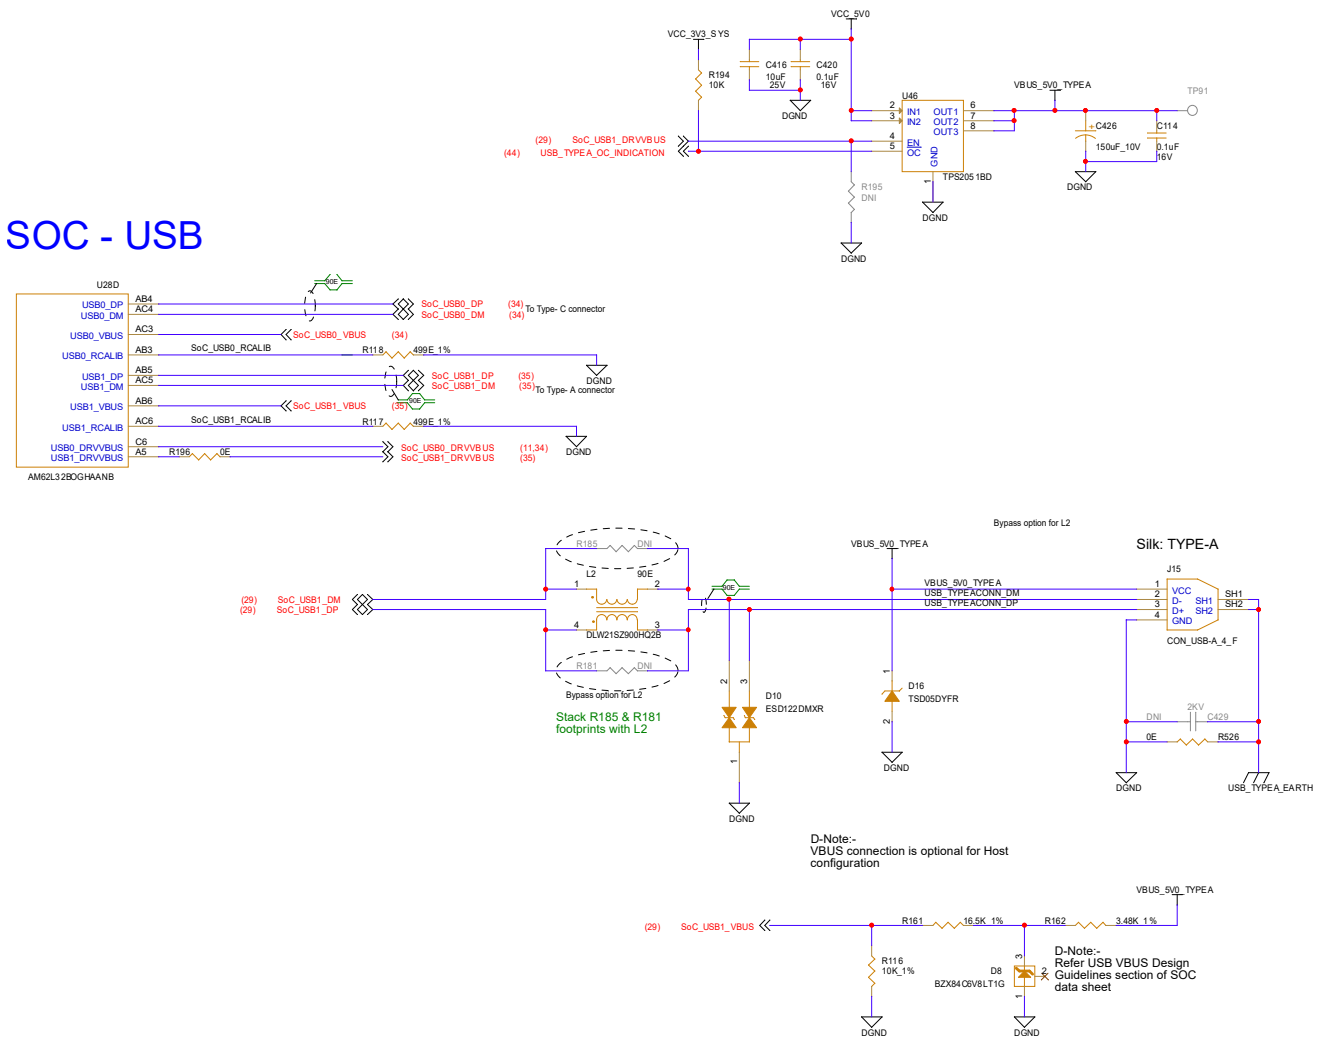 VCC_5V0
VCC_3V3_SYS
R194
10K
C416
10uF
25V
C420
0.1uF
16V
DGND
U46
2
3
4
5
IN1
IN2
EN
OC
OUT1
OUT2
OUT3
GND
6
7
8
1
TPS2051BD
DGND
VBUS_5V0_TYPEA
TP91
C426
150uF_10V
C114
0.1uF
16V
DGND
(29) SoC_USB1_DRVVBUS
(44) USB_TYPEA_OC_INDICATION
R195
DNI
DGND
SOC - USB
U28D
USB0_DP AB4
USB0_DM AC4
USB0_VBUS AC3
USB0_RCALIB AB3
USB1_DP AB5
USB1_DM AC5
USB1_VBUS AB6
USB1_RCALIB AC6
USB0_DRVVBUS C6
USB1_DRVVBUS A5
AM62L32BOGHAANB
90E
SoC_USB0_DP (34)
SoC_USB0_DM (34)
To Type- C connector
SoC_USB0_VBUS (34)
SoC_USB0_RCALIB
R118 499E_1%
DGND
SoC_USB1_DP (35)
SoC_USB1_DM (35)
To Type- A connector
90E
SoC_USB1_VBUS (35)
SoC_USB1_RCALIB
R117 499E_1%
DGND
R196 0E
SoC_USB0_DRVVBUS (11,34)
SoC_USB1_DRVVBUS (35)
Bypass option for L2
R185 DNI
L2 90E
1 2
4 3
DLW21SZ900HQ2B
R181 DNI
Bypass option for L2
Stack R185 & R181
footprints with L2
(29) SoC_USB1_DM
(29) SoC_USB1_DP
90E
2
3
D10
ESD122DMXR
1
DGND
VBUS_5V0_TYPEA
VBUS_5V0_TYPEA
USB_TYPEACONN_DM
USB_TYPEACONN_DP
1
D16
TSD05DYFR
2
DGND
Silk: TYPE-A
J15
1
2
3
4
VCC
D-
D+
GND
SH1
SH2
SH1
SH2
CON_USB-A_4_F
2KV
DNI C429
0E R526
DGND
USB_TYPEA_EARTH
D-Note:-
VBUS connection is optional for Host
configuration
VBUS_5V0_TYPEA
(29) SoC_USB1_VBUS
R161 16.5K_1%
R162 3.48K_1%
R116
10K_1%
DGND
3
D8
BZX84C6V8LT1G
2
1
DGND
D-Note:-
Refer USB VBUS Design
Guidelines section of SOC
data sheet